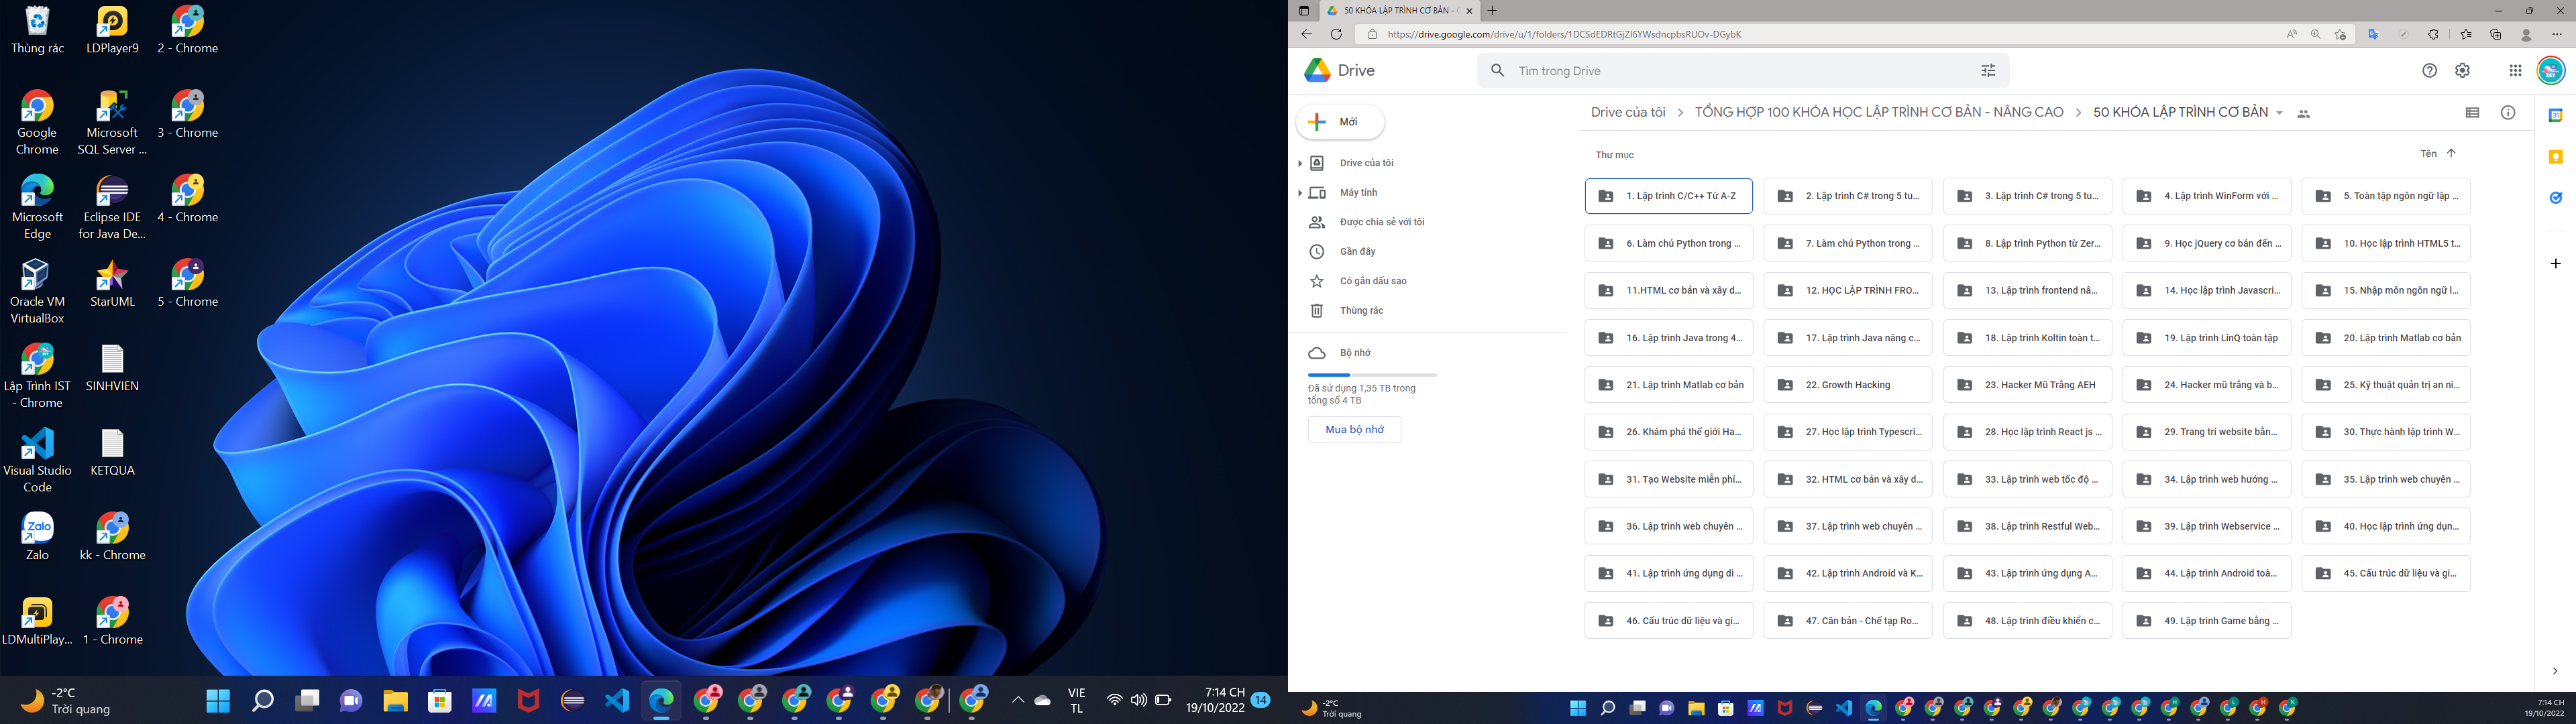 Thùng rác
LDPlayer9
2 - Chrome
Google
Chrome
Microsoft
SQL Server ...
3 - Chrome
Microsoft
Edge
Eclipse IDE
for Java De...
4 - Chrome
Oracle VM
VirtualBox
StarUML
5 - Chrome
Lập Trình IST
- Chrome
SINHVIEN
Visual Studio
Code
KETQUA
Zalo
Zalo
kk - Chrome
LDMultiPlay...
1 - Chrome
-2°C
Trời quang
VIE
TL
7:14 CH
19/10/2022
14
50 KHÓA LẬP TRÌNH CƠ BẢN - G
https://drive.google.com/drive/u/1/folders/1DCSdEDRtGjZl6YWsdncpbsRUOv-DGybK
Drive
Tìm trong Drive
Mới
Drive của tôi
Máy tính
Được chia sẻ với tôi
Gần đây
Có gắn dấu sao
Thùng rác
Bộ nhớ
Đã sử dụng 1,35 TB trong
tổng số 4 TB
Mua bộ nhớ
Drive của tôi > TỔNG HỢP 100 KHÓA HỌC LẬP TRÌNH CƠ BẢN - NÂNG CAO > 50 KHÓA LẬP TRÌNH CƠ BẢN
Thư mục
Tên
1. Lập trình C/C++ Từ A-Z
2. Lập trình C# trong 5 tu...
3. Lập trình C# trong 5 tu...
4. Lập trình WinForm với ...
5. Toàn tập ngôn ngữ lập ...
6. Làm chủ Python trong ...
7. Làm chủ Python trong ...
8. Lập trình Python từ Zer...
9. Học jQuery cơ bản đến ...
10. Học lập trình HTML5 t...
11.HTML cơ bản và xây d...
12. HỌC LẬP TRÌNH FRO...
13. Lập trình frontend nâ...
14. Học lập trình Javascri...
15. Nhập môn ngôn ngữ l...
16. Lập trình Java trong 4...
17. Lập trình Java nâng c...
18. Lập trình Koltin toàn t...
19. Lập trình LinQ toàn tập
20. Lập trình Matlab cơ bản
21. Lập trình Matlab cơ bản
22. Growth Hacking
23. Hacker Mũ Trắng AEH
24. Hacker mũ trắng và b...
25. Kỹ thuật quản trị an ni...
26. Khám phá thế giới Ha...
27. Học lập trình Typescri...
28. Học lập trình React js ...
29. Trang trí website bằn...
30. Thực hành lập trình W...
31. Tạo Website miễn phí...
32. HTML cơ bản và xây d...
33. Lập trình web tốc độ ...
34. Lập trình web hướng ...
35. Lập trình web chuyên ...
36. Lập trình web chuyên ...
37. Lập trình web chuyên ...
38. Lập trình Restful Web...
39. Lập trình Webservice ...
40. Học lập trình ứng dụn...
41. Lập trình ứng dụng di ...
42. Lập trình Android và K...
43. Lập trình ứng dụng A...
44. Lập trình Android toà...
45. Cấu trúc dữ liệu và gi...
46. Cấu trúc dữ liệu và gi...
47. Căn bản - Chế tạo Ro...
48. Lập trình điều khiển c...
49. Lập trình Game bằng ...
-2°C
Trời quang
7:14 CH
19/10/2022